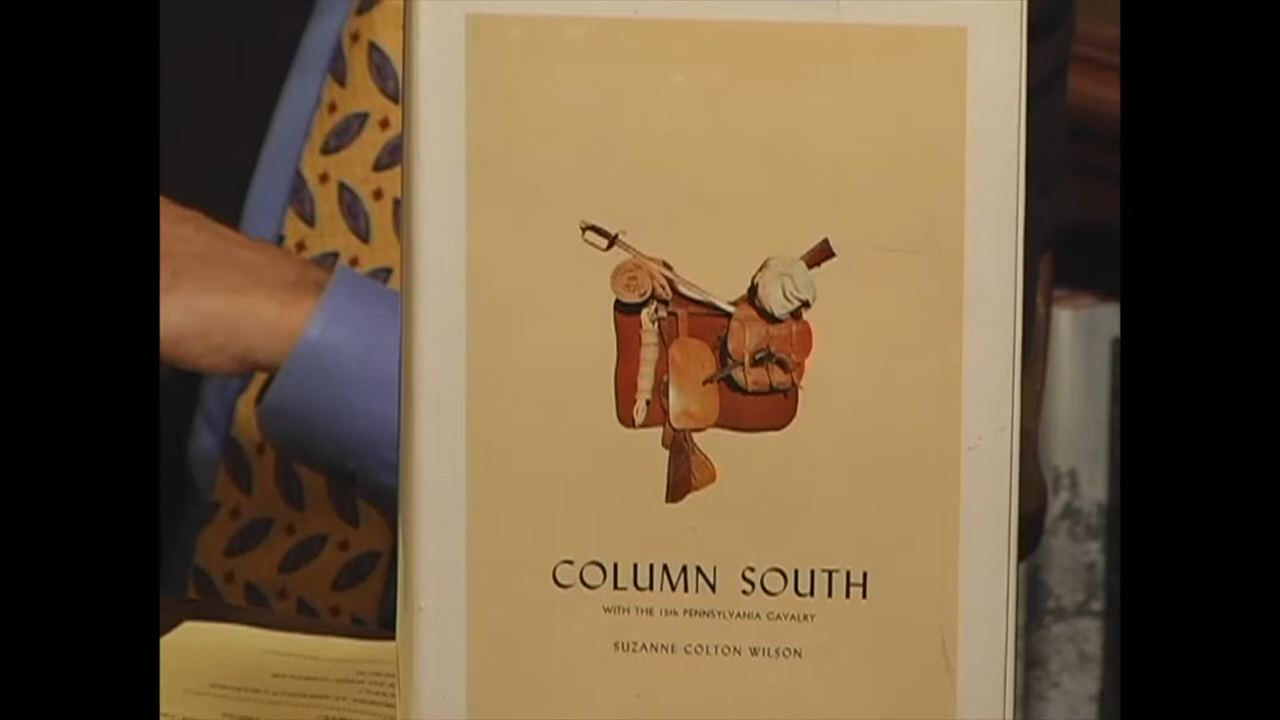 COLUMN SOUTH
WITH THE 15th PENNSYLVANIA CAVALRY
SUZANNE COLTON WILSON